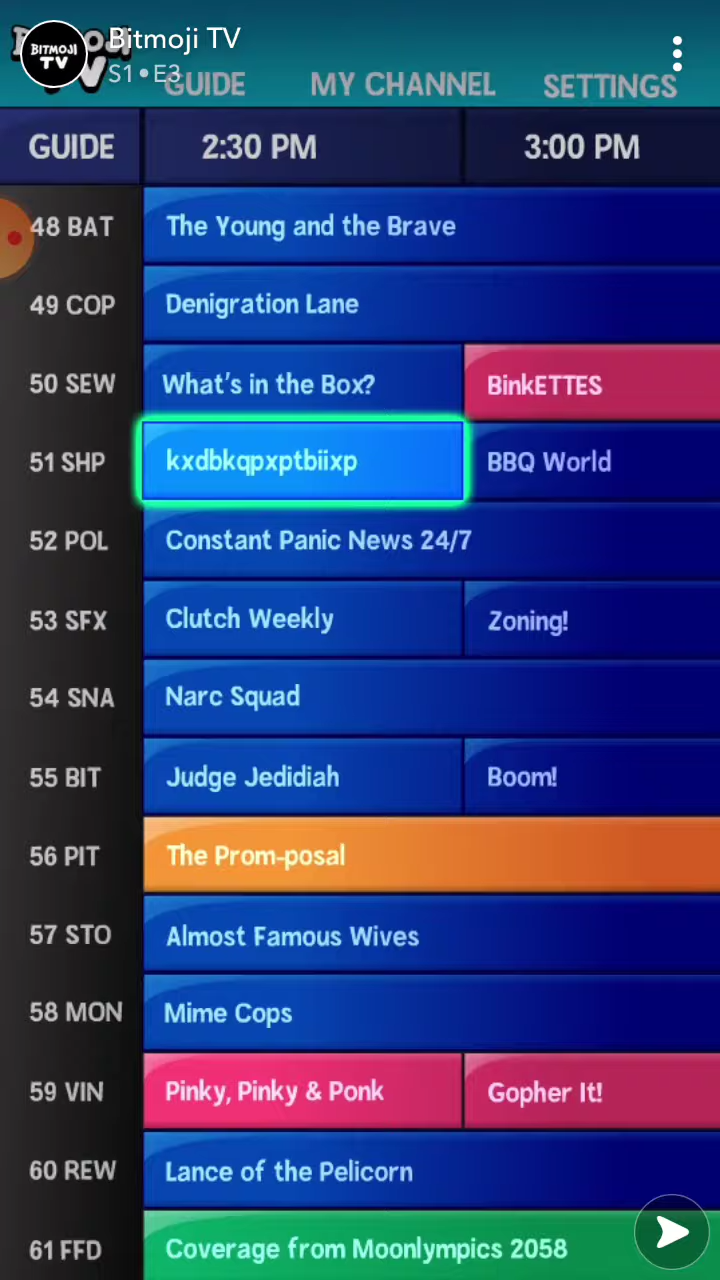 Bitmoji TV
BITMOJI
TV
S1 • E3
GUIDE MY CHANNEL SETTINGS
GUIDE 2:30 PM 3:00 PM
48 BAT The Young and the Brave
49 COP Denigration Lane
50 SEW What's in the Box? BinkETTES
51 SHP kxdbkqpxptbiixp BBQ World
52 POL Constant Panic News 24/7
53 SFX Clutch Weekly Zoning!
54 SNA Narc Squad
55 BIT Judge Jedidiah Boom!
56 PIT The Prom-posal
57 STO Almost Famous Wives
58 MON Mime Cops
59 VIN Pinky, Pinky & Ponk Gopher It!
60 REW Lance of the Pelicorn
61 FFD Coverage from Moonlympics 2058